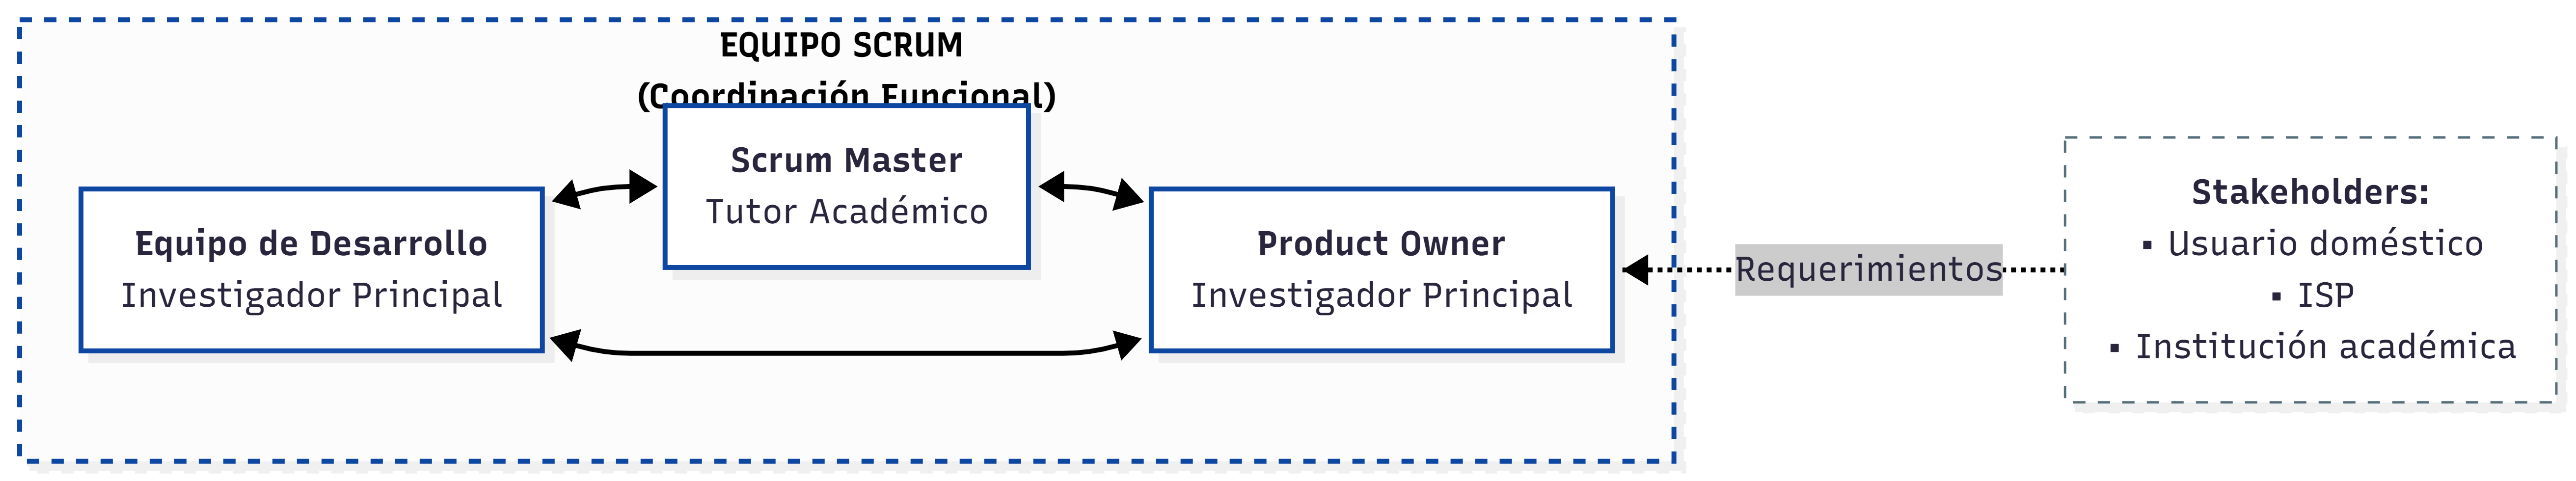 EQUIPO SCRUM
(Coordinación Funcional)
Scrum Master
Tutor Académico
Equipo de Desarrollo
Investigador Principal
Product Owner
Investigador Principal
Requerimientos
Stakeholders:
▪ Usuario doméstico
▪ ISP
▪ Institución académica